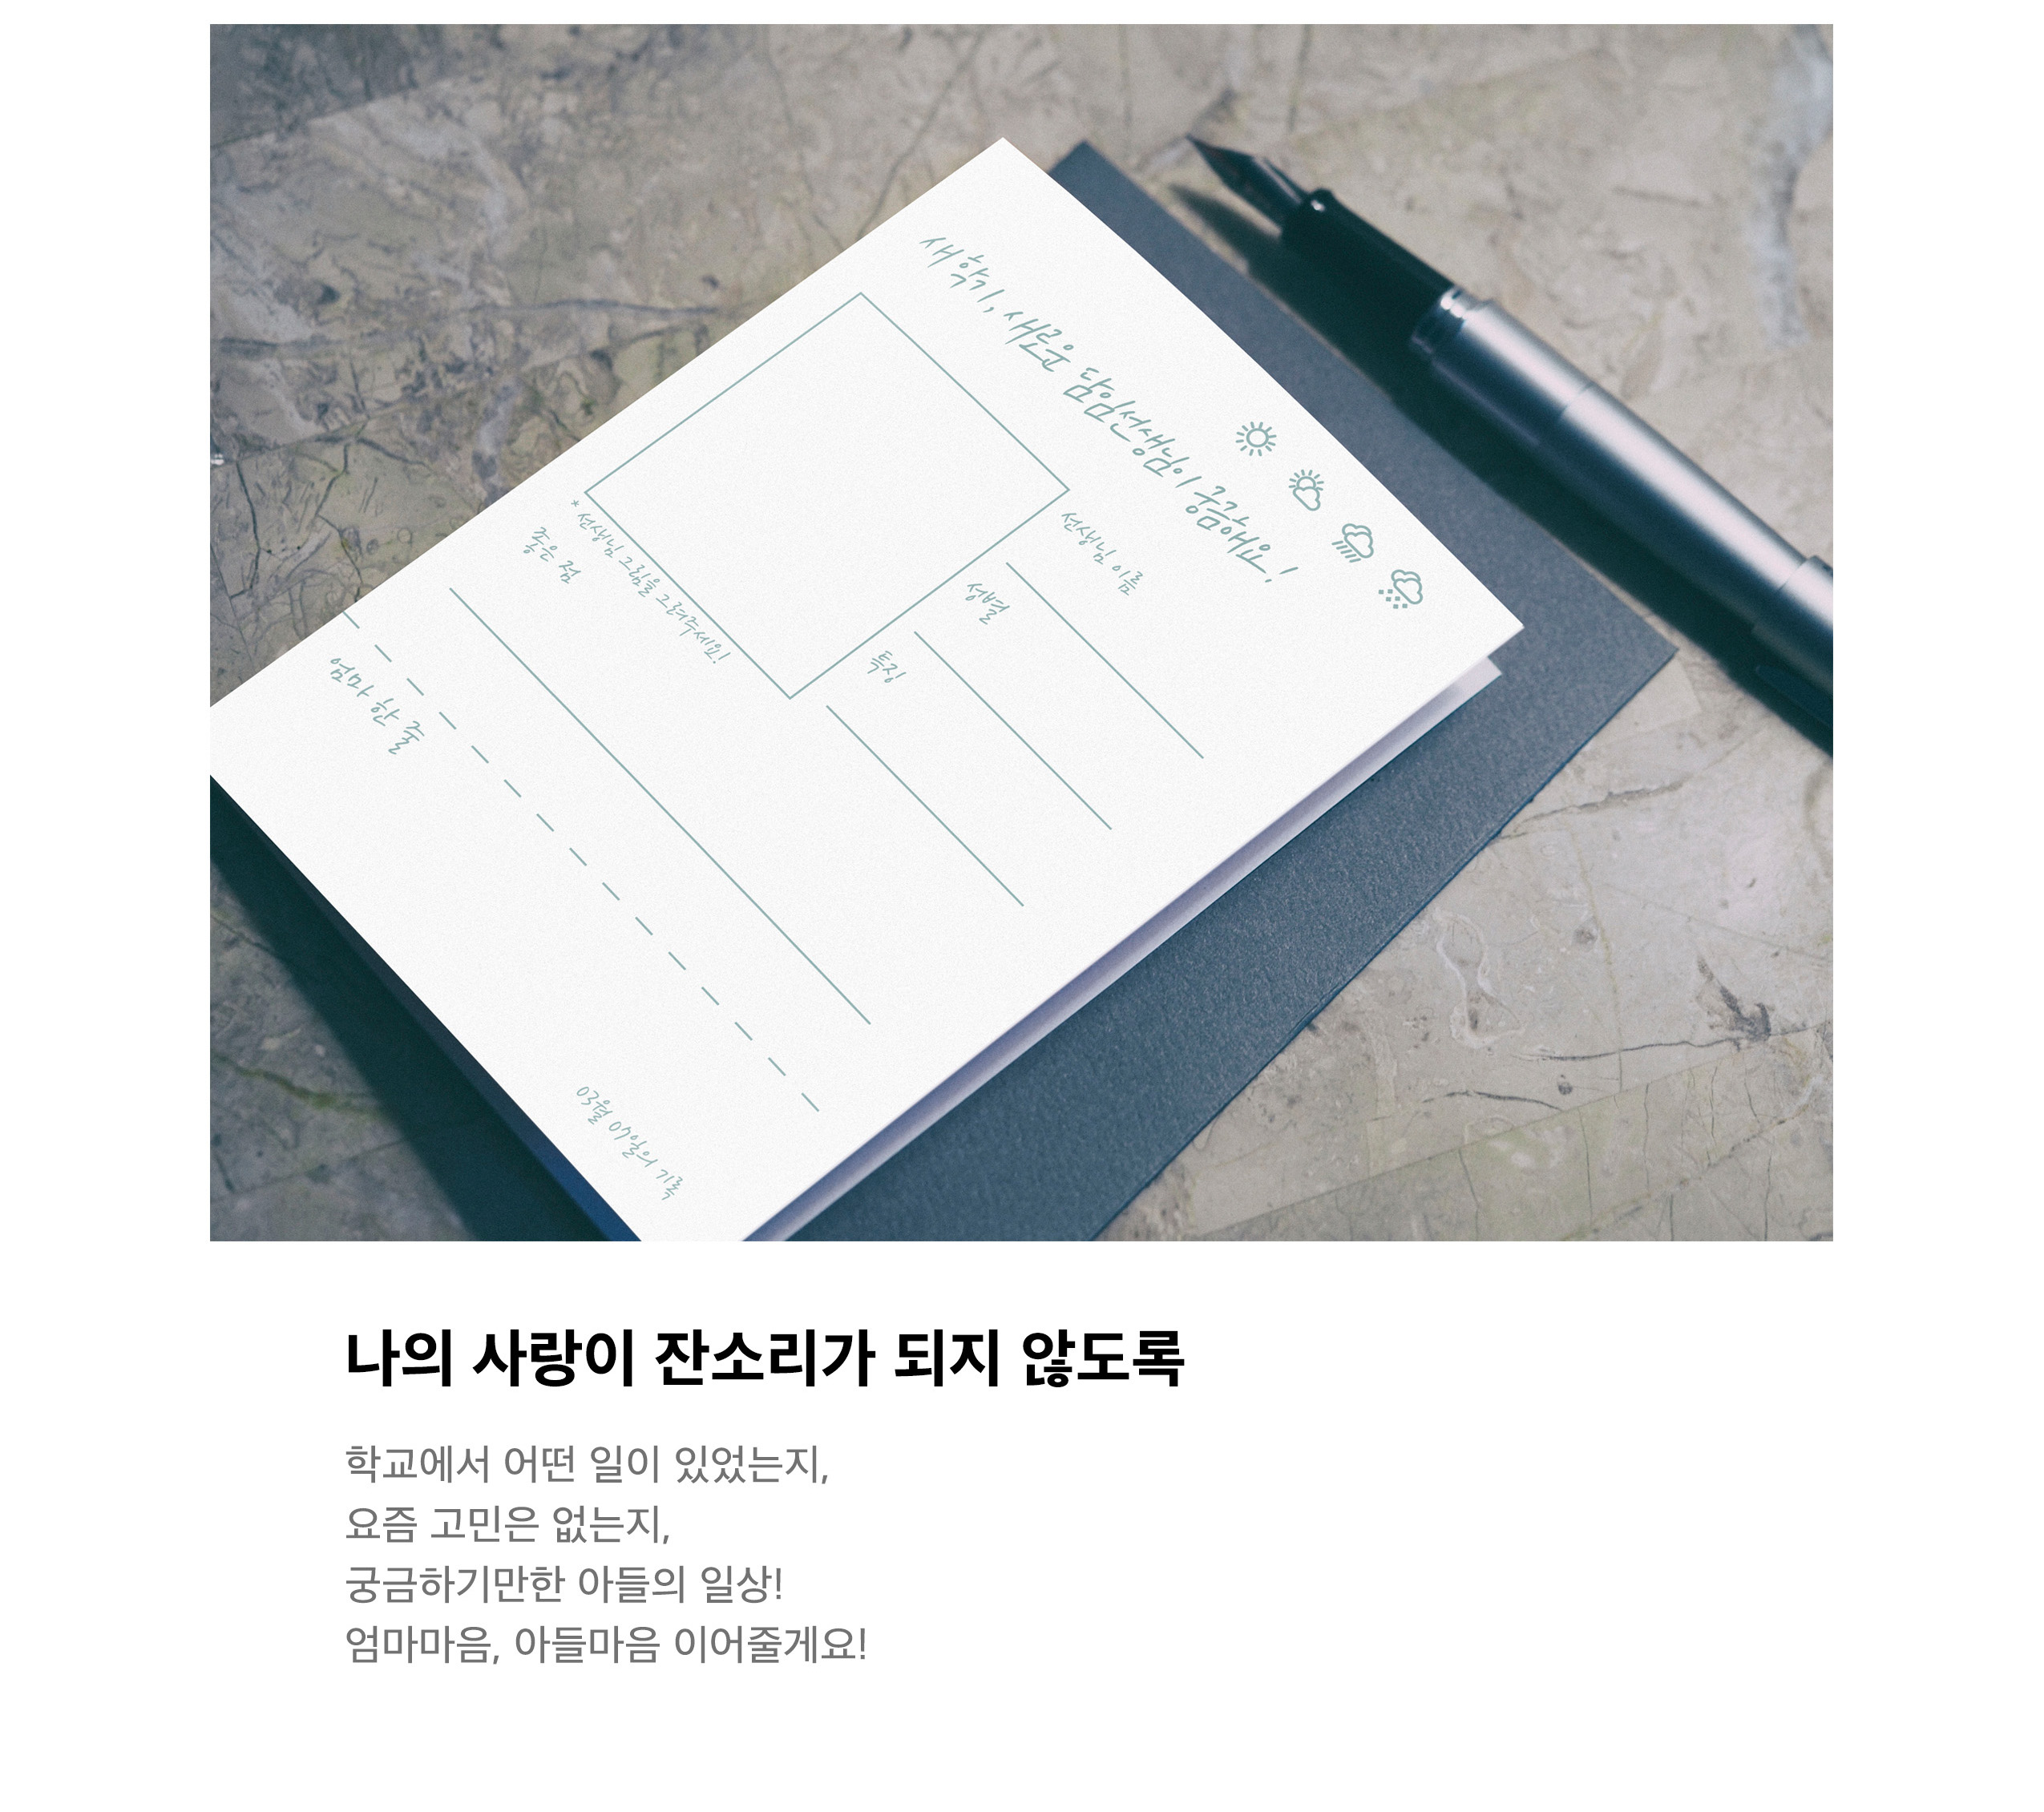 새학기, 새로운 담임선생님이 궁금해요!
선생님 이름
성별
특징
* 선생님 그림을 그려주세요!
좋은 점
엄마 한 줄
03월 04일의 기록
나의 사랑이 잔소리가 되지 않도록
학교에서 어떤 일이 있었는지,
요즘 고민은 없는지,
궁금하기만한 아들의 일상!
엄마마음, 아들마음 이어줄게요!